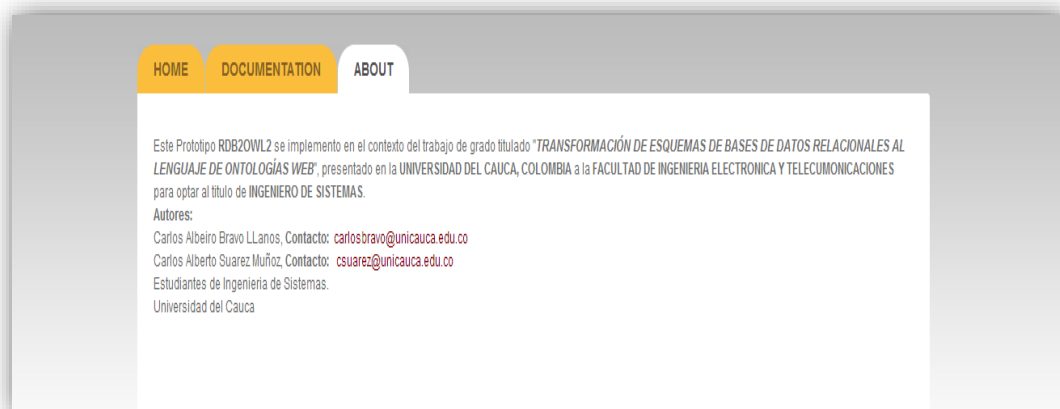 HOME DOCUMENTATION ABOUT
Este Prototipo RDB2OWL2 se implemento en el contexto del trabajo de grado titulado "TRANSFORMACIÓN DE ESQUEMAS DE BASES DE DATOS RELACIONALES AL
LENGUAJE DE ONTOLOGÍAS WEB", presentado en la UNIVERSIDAD DEL CAUCA, COLOMBIA a la FACULTAD DE INGENIERIA ELECTRONICA Y TELECUMONICACIONES
para optar al titulo de INGENIERO DE SISTEMAS.
Autores:
Carlos Albeiro Bravo LLanos, Contacto: carlosbravo@unicauca.edu.co
Carlos Alberto Suarez Muñoz, Contacto: csuarez@unicauca.edu.co
Estudiantes de Ingenieria de Sistemas.
Universidad del Cauca